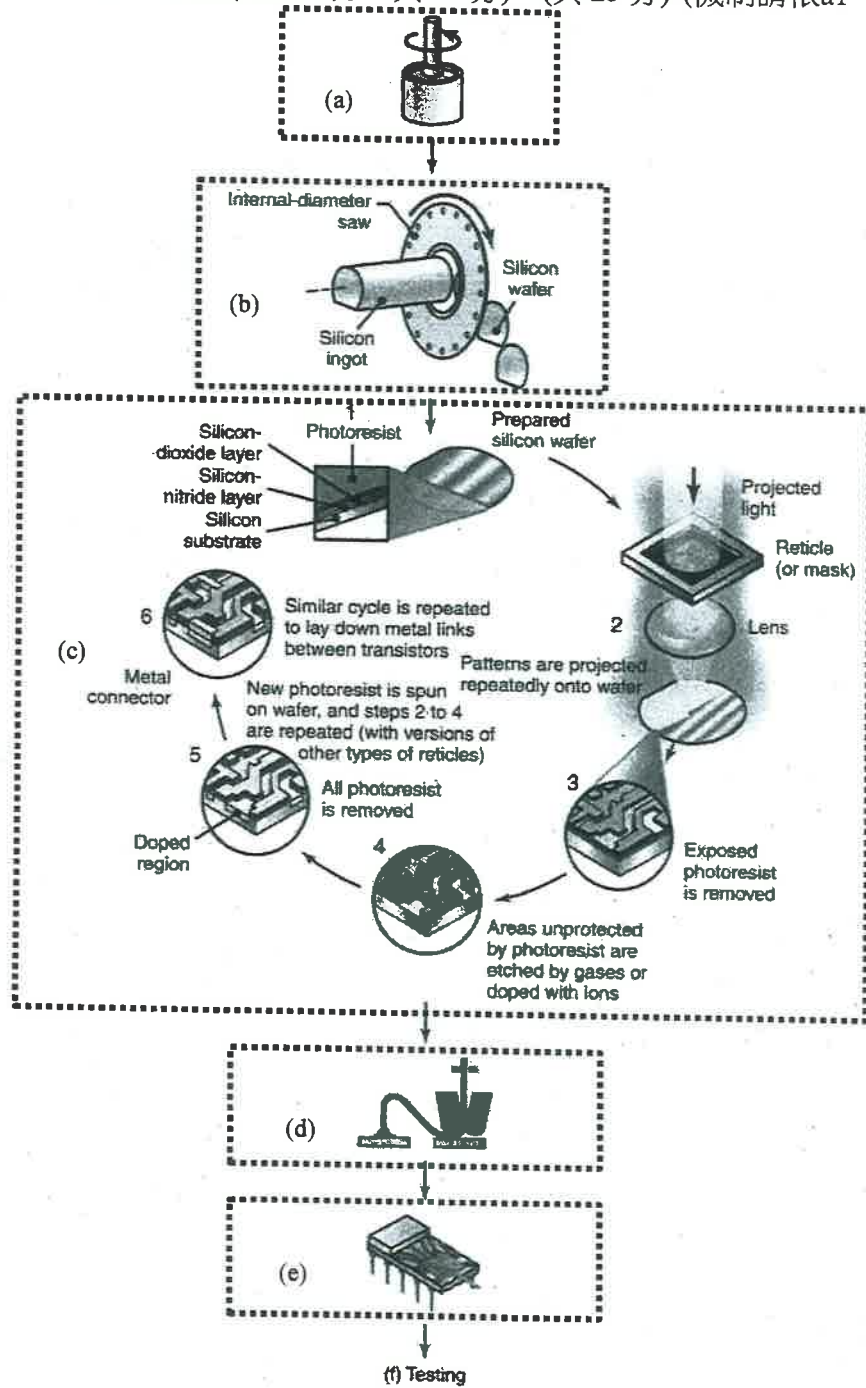 (共 25 分)
(a)
Internal-diameter
saw
Silicon
wafer
(b)
Silicon
ingot
1
Photoresist
Prepared
silicon wafer
Silicon-
dioxide layer
Silicon-
nitride layer
Silicon
substrate
Projected
light
Reticle
(or mask)
2
Lens
Patterns are projected
repeatedly onto wafer
6
Similar cycle is repeated
to lay down metal links
between transistors
(c)
Metal
connector
New photoresist is spun
on wafer, and steps 2 to 4
are repeated (with versions of
other types of reticles)
5
All photoresist
is removed
3
Doped
region
4
Exposed
photoresist
is removed
Areas unprotected
by photoresist are
etched by gases or
doped with ions
(d)
(e)
(f) Testing